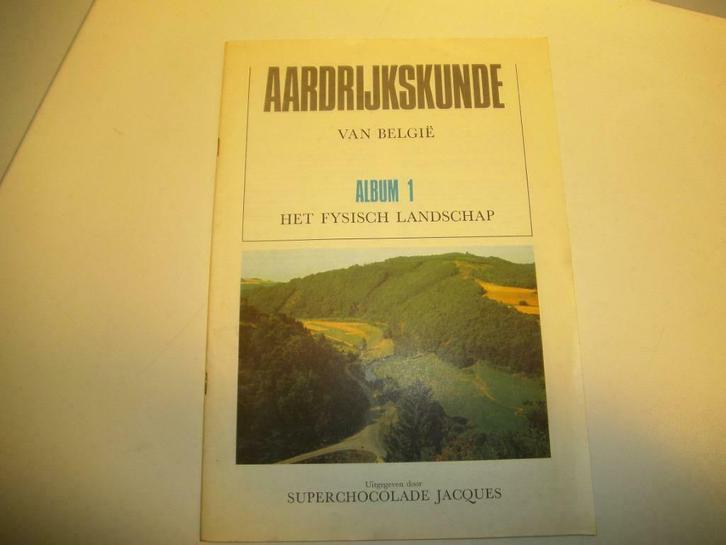 AARDRIJKSKUNDE
VAN BELGIË
ALBUM 1
HET FYSISCH LANDSCHAP
Uitgegeven door
SUPERCHOCOLADE JACQUES